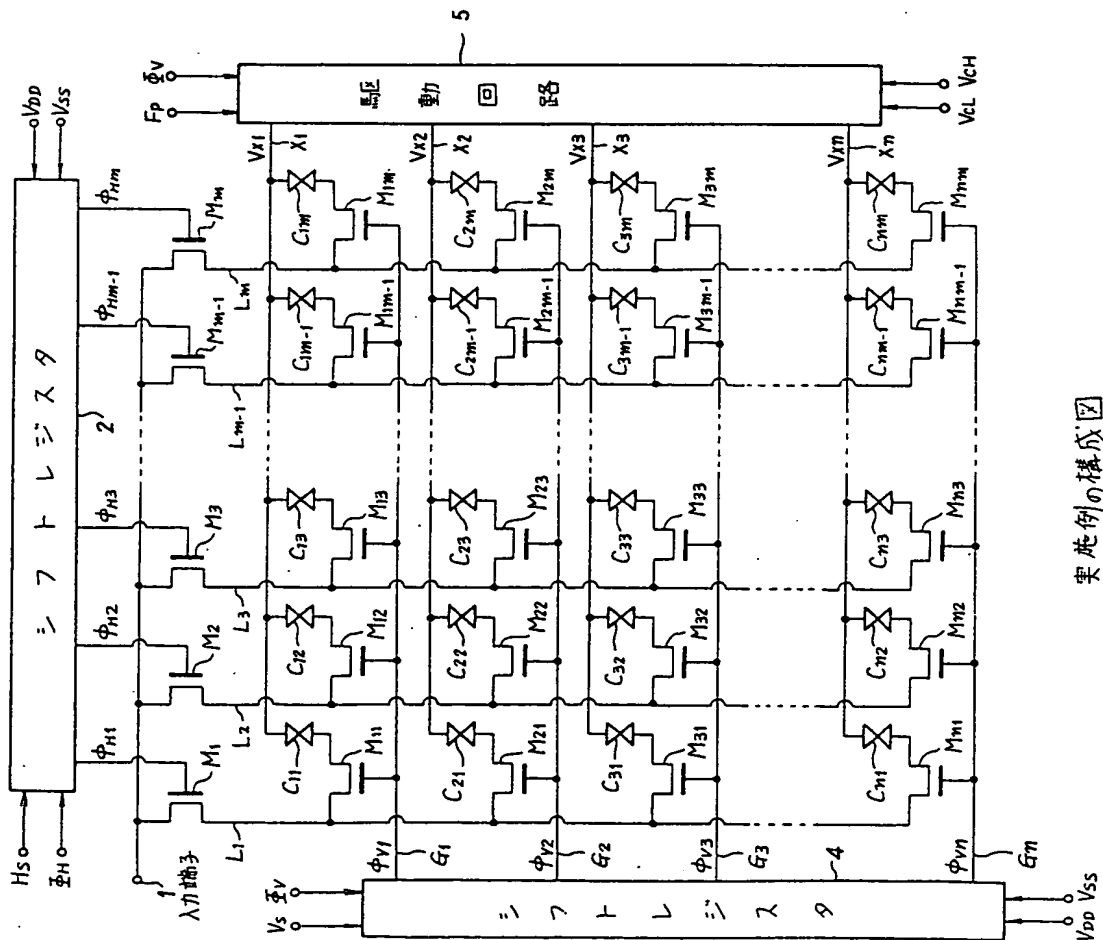 Hs
ΦH
シフトレジスタ
2
VDD
VSS
φH1
φH2
φH3
φHm-1
φHm
1
入力端子
M1
M2
M3
Mm-1
Mm
L1
L2
L3
Lm-1
Lm
Vs
ΦV
シフトレジスタ
4
VDD
VSS
Fp
ΦV
駆動回路
5
VCL
VCH
VX1
X1
C11
C12
C13
C1m-1
C1m
M11
M12
M13
M1m-1
M1m
φV1
G1
VX2
X2
C21
C22
C23
C2m-1
C2m
M21
M22
M23
M2m-1
M2m
φV2
G2
VX3
X3
C31
C32
C33
C3m-1
C3m
M31
M32
M33
M3m-1
M3m
φV3
G3
VXn
Xn
Cn1
Cn2
Cn3
Cnm-1
Cnm
Mn1
Mn2
Mn3
Mnm-1
Mnm
φVn
Gn
実施例の構成図